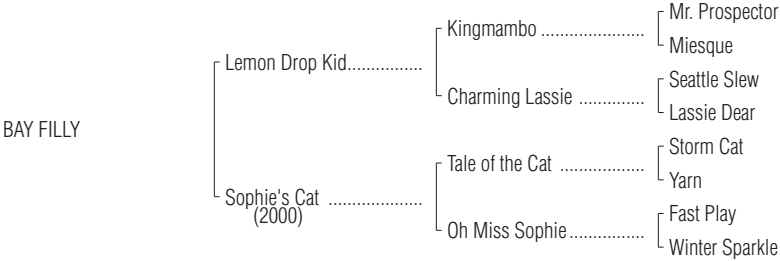 Mr. Prospector
Kingmambo .....................
Miesque
Lemon Drop Kid................
Seattle Slew
Charming Lassie ..............
Lassie Dear
BAY FILLY
Storm Cat
Tale of the Cat ..................
Yarn
Sophie's Cat ....................
(2000)
Fast Play
Oh Miss Sophie................
Winter Sparkle